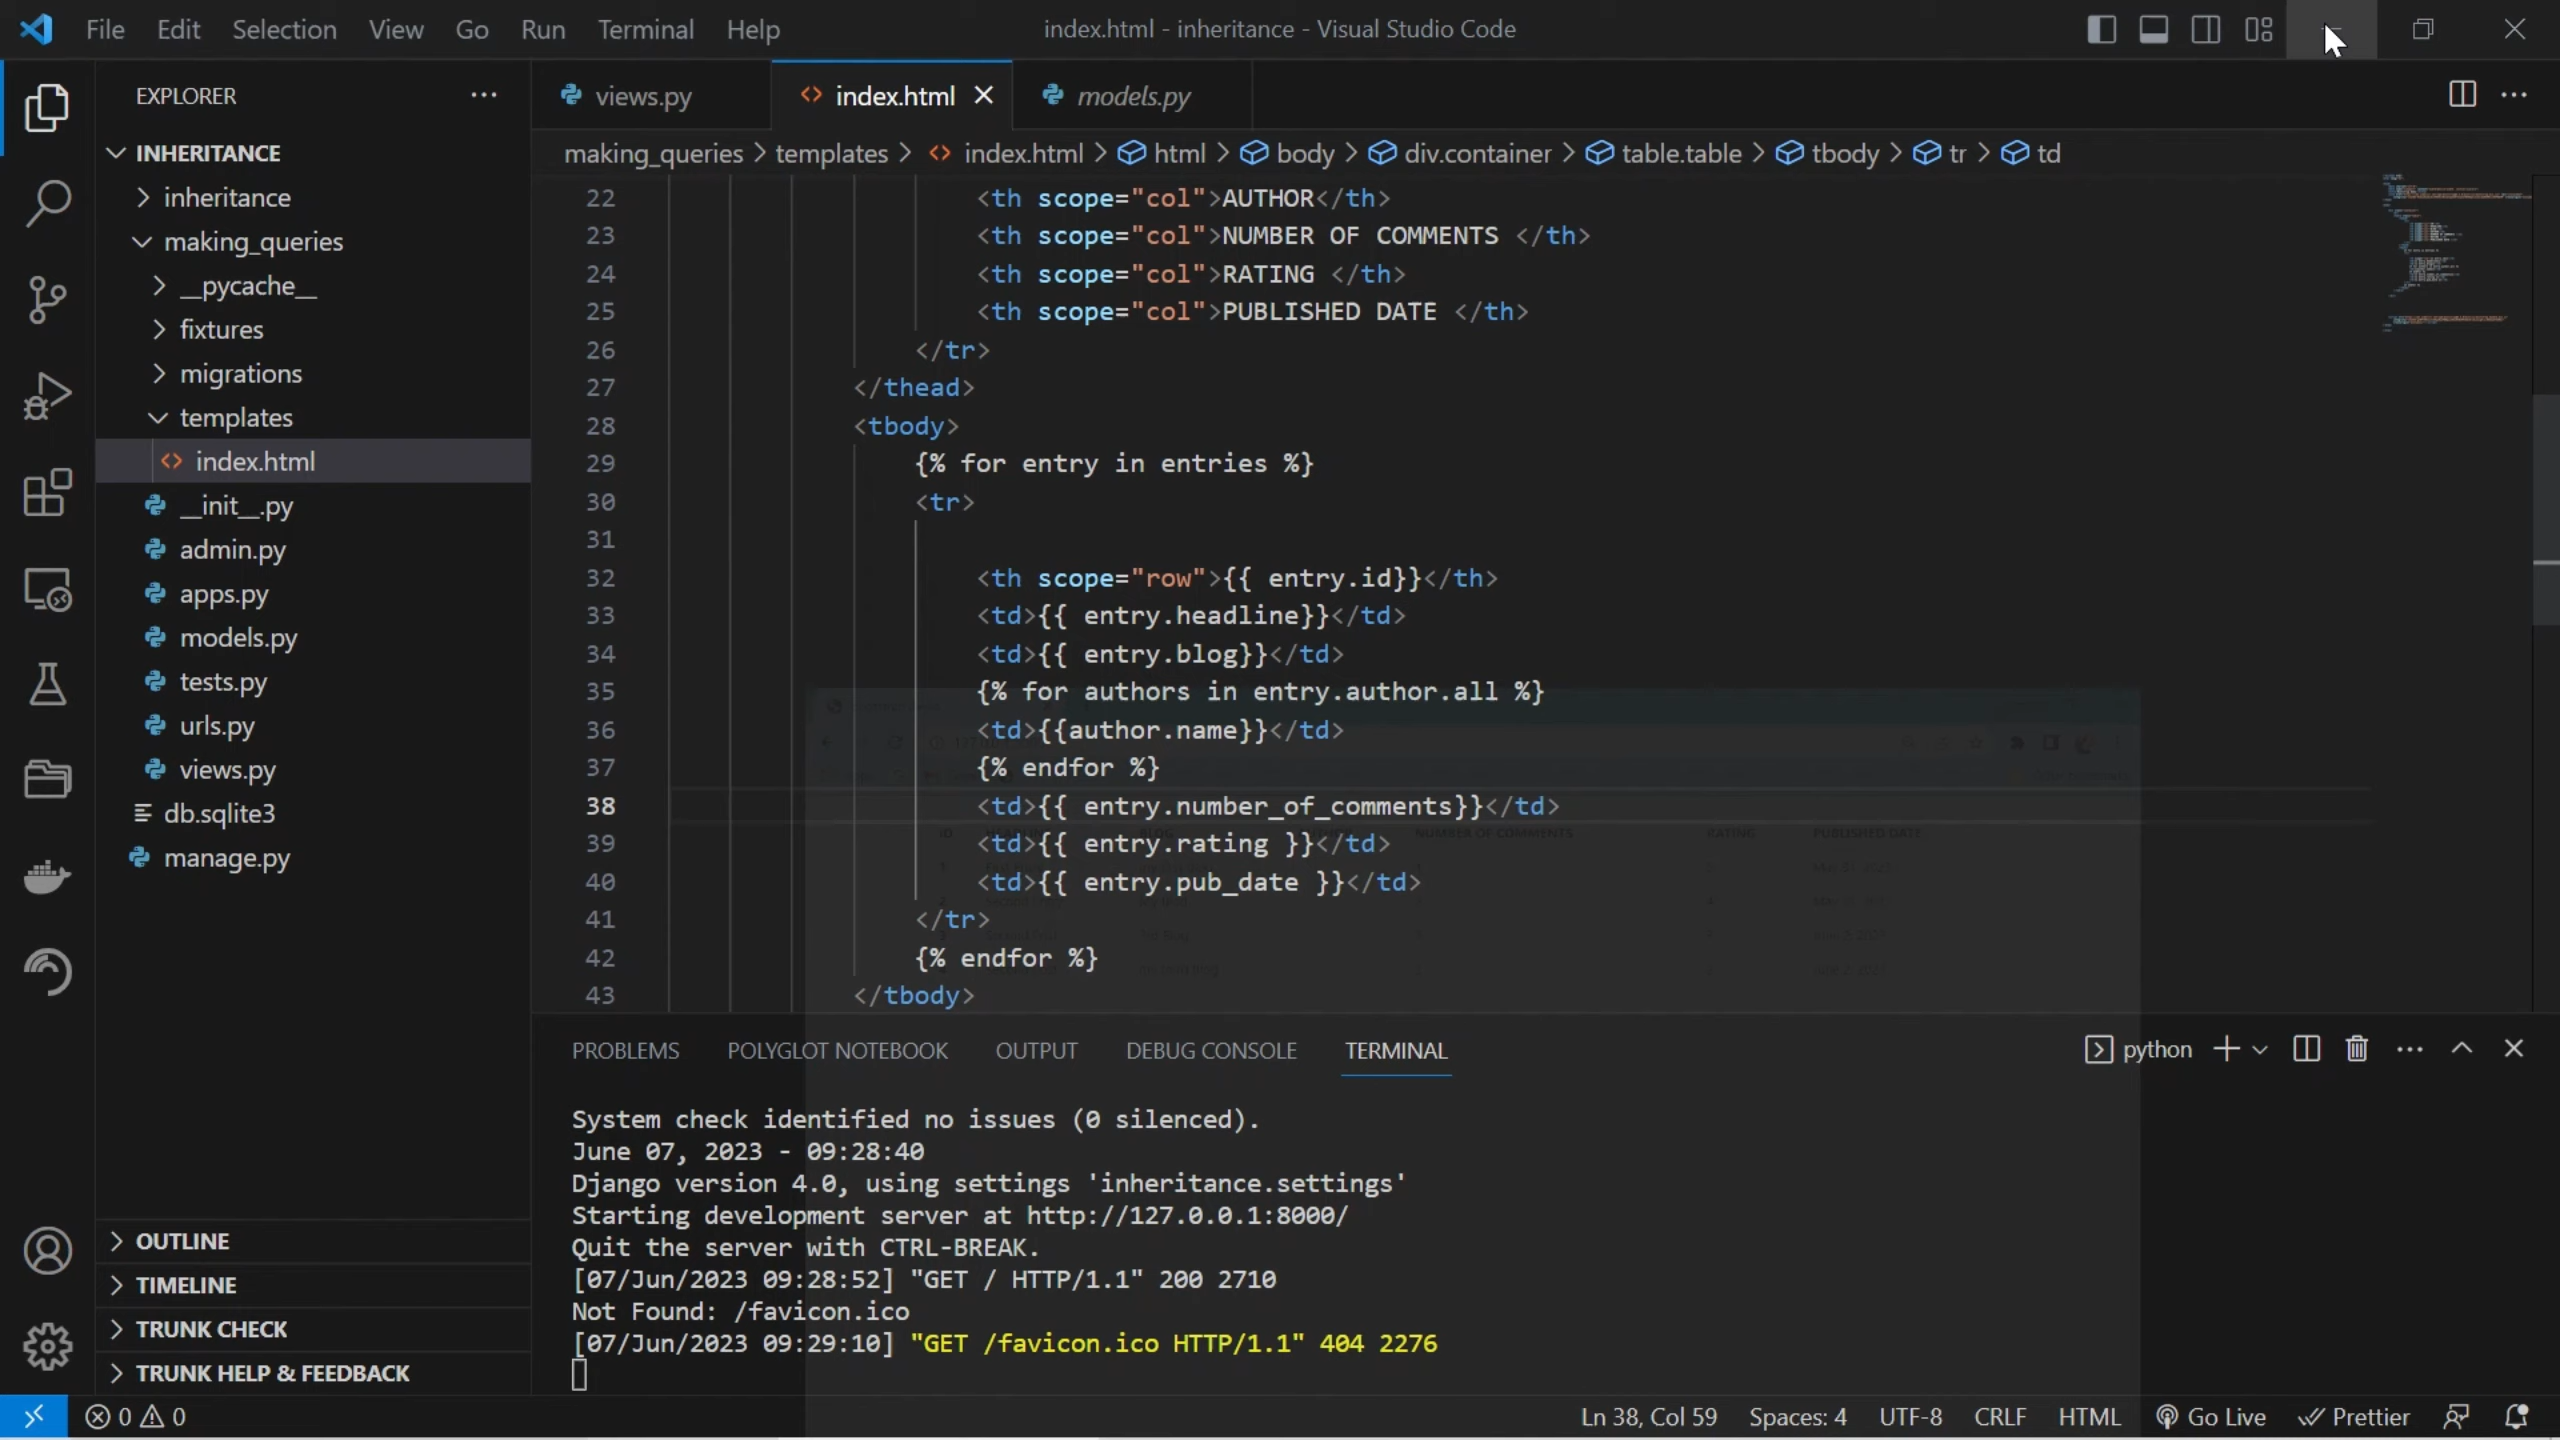 File Edit Selection View Go Run Terminal Help
index.html - inheritance - Visual Studio Code
EXPLORER
INHERITANCE
inheritance
making_queries
__pycache__
fixtures
migrations
templates
index.html
__init__.py
admin.py
apps.py
models.py
tests.py
urls.py
views.py
db.sqlite3
manage.py
OUTLINE
TIMELINE
TRUNK CHECK
TRUNK HELP & FEEDBACK
views.py index.html models.py
making_queries > templates > index.html > html > body > div.container > table.table > tbody > tr > td
22 <th scope="col">AUTHOR</th>
23 <th scope="col">NUMBER OF COMMENTS </th>
24 <th scope="col">RATING </th>
25 <th scope="col">PUBLISHED DATE </th>
26 </tr>
27 </thead>
28 <tbody>
29 {% for entry in entries %}
30 <tr>
31
32 <th scope="row">{{ entry.id}}</th>
33 <td>{{ entry.headline}}</td>
34 <td>{{ entry.blog}}</td>
35 {% for authors in entry.author.all %}
36 <td>{{author.name}}</td>
37 {% endfor %}
38 <td>{{ entry.number_of_comments}}</td>
39 <td>{{ entry.rating }}</td>
40 <td>{{ entry.pub_date }}</td>
41 </tr>
42 {% endfor %}
43 </tbody>
NUMBER OF COMMENTS RATING PUBLISHED DATE
PROBLEMS POLYGLOT NOTEBOOK OUTPUT DEBUG CONSOLE TERMINAL
python
System check identified no issues (0 silenced).
June 07, 2023 - 09:28:40
Django version 4.0, using settings 'inheritance.settings'
Starting development server at http://127.0.0.1:8000/
Quit the server with CTRL-BREAK.
[07/Jun/2023 09:28:52] "GET / HTTP/1.1" 200 2710
Not Found: /favicon.ico
[07/Jun/2023 09:29:10] "GET /favicon.ico HTTP/1.1" 404 2276
0 0
Ln 38, Col 59 Spaces: 4 UTF-8 CRLF HTML Go Live Prettier